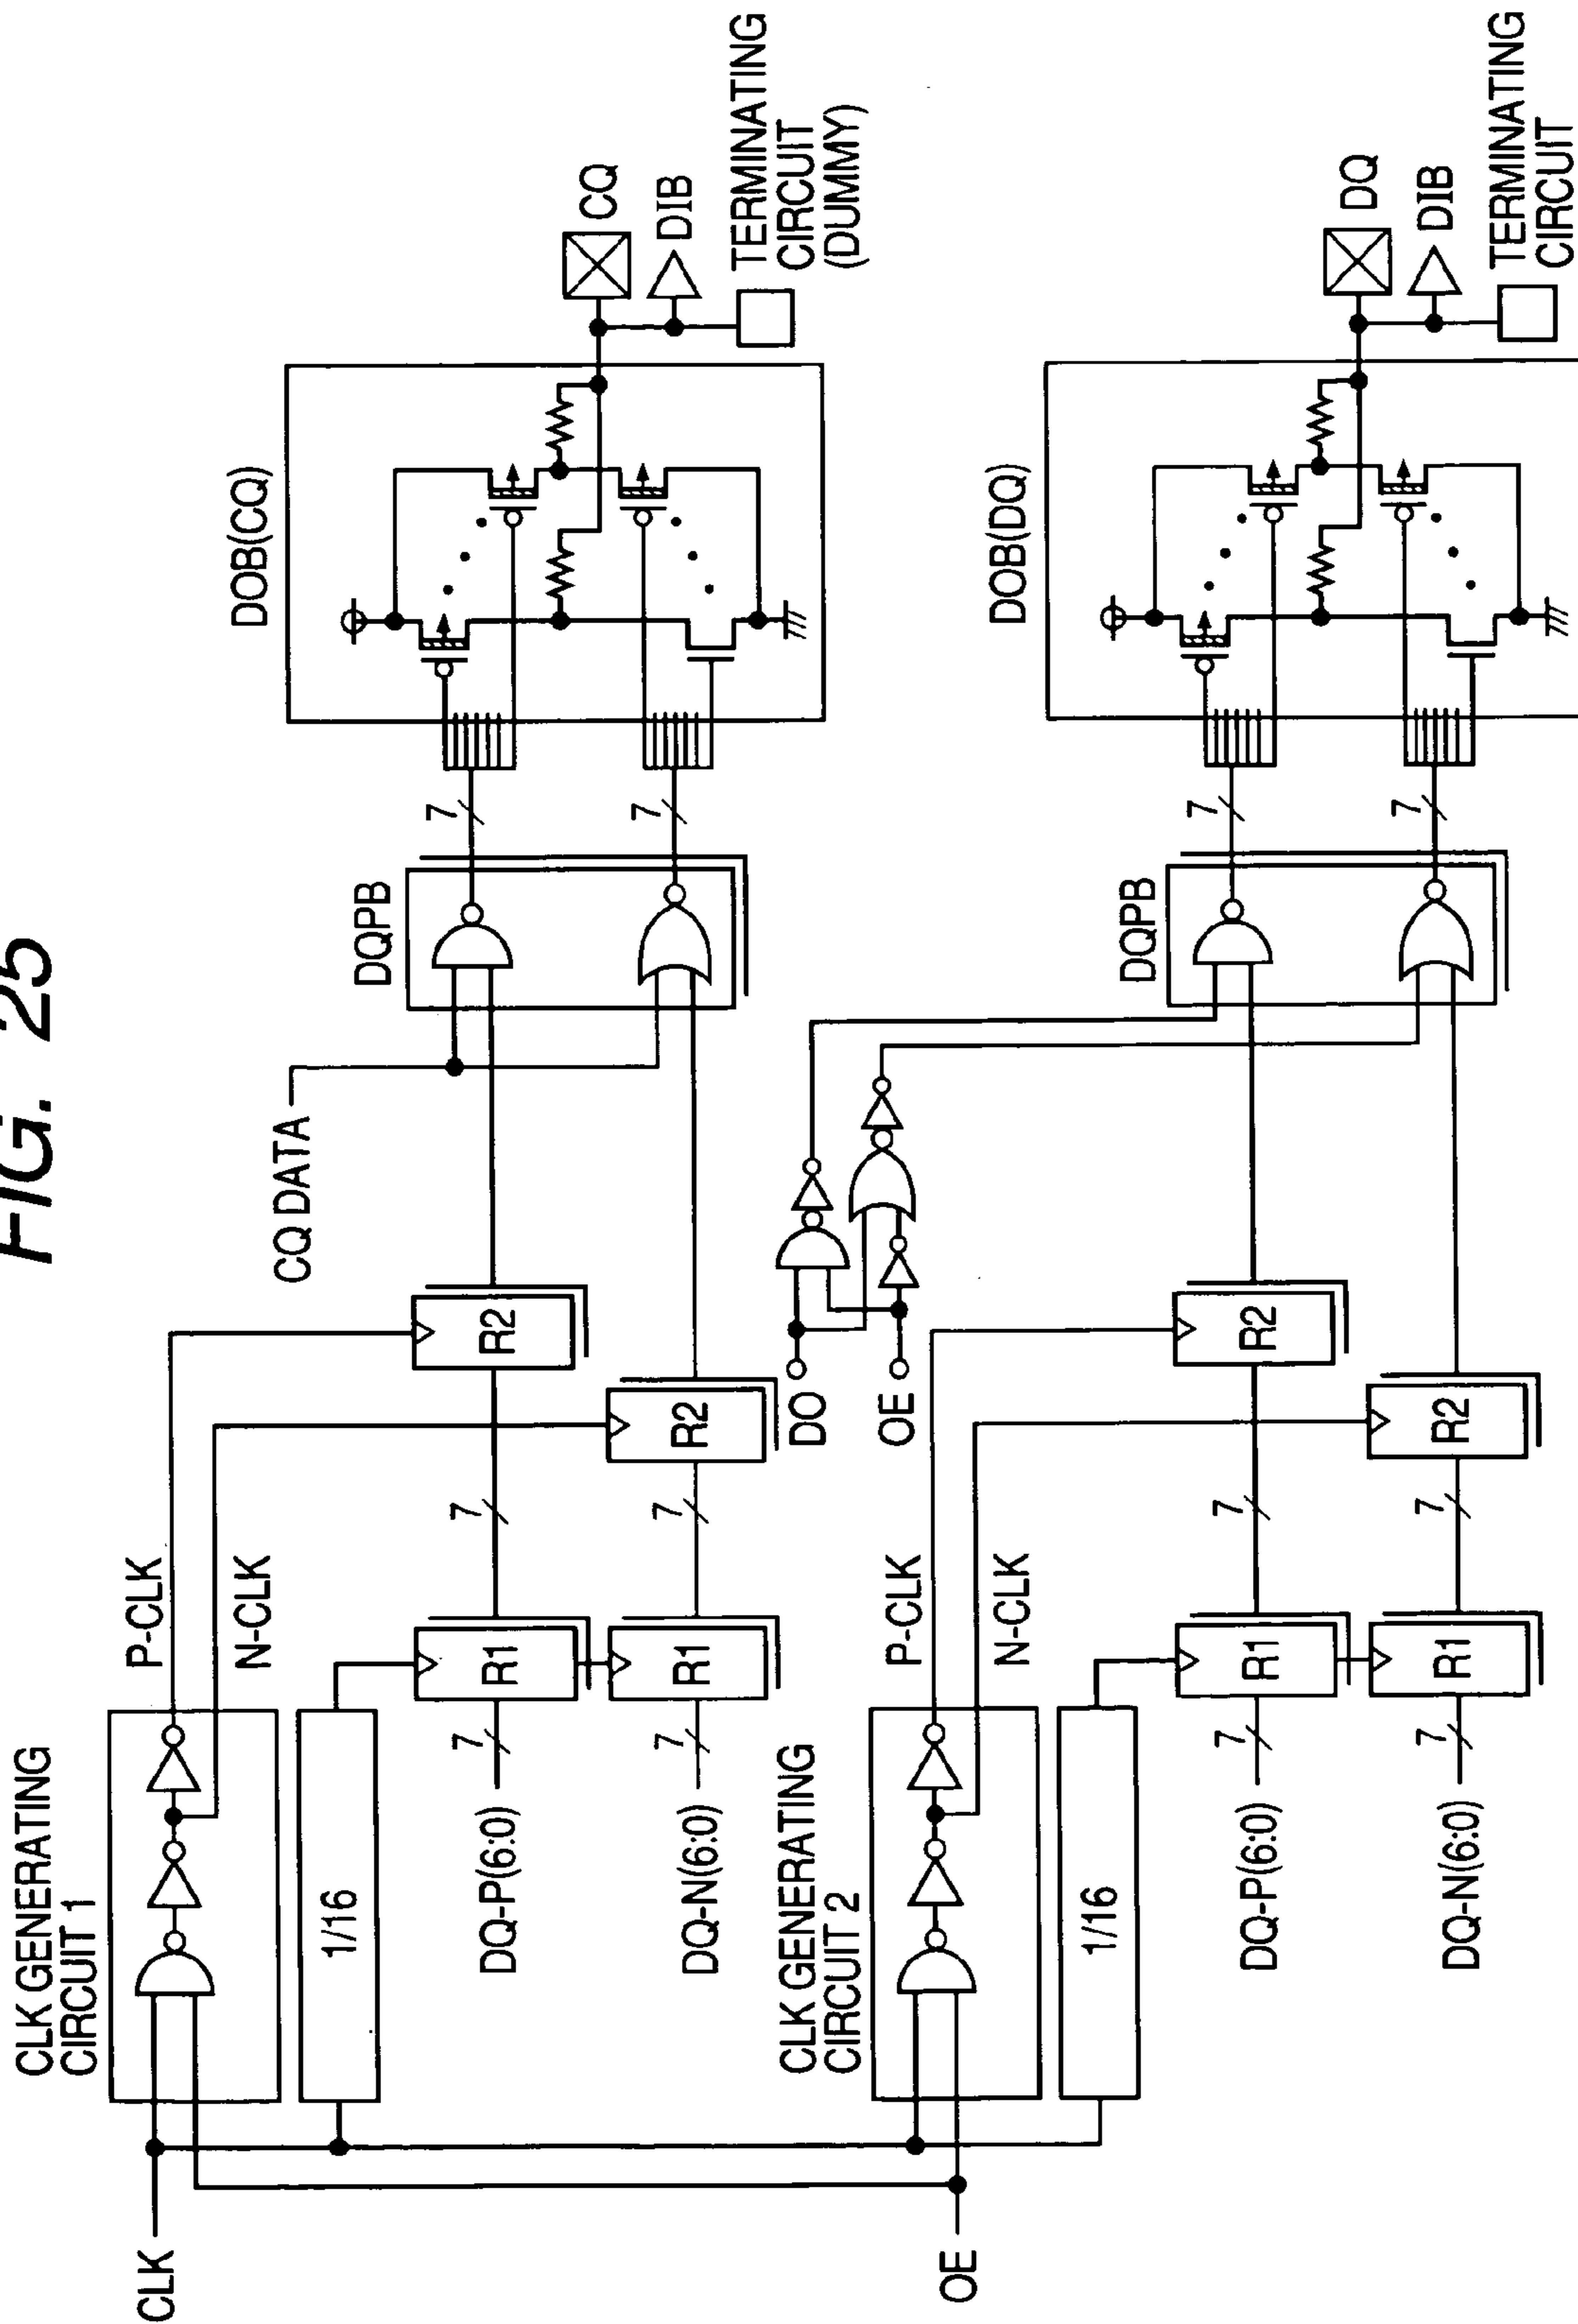 FIG. 25
CLK GENERATING
CIRCUIT 1
P-CLK
N-CLK
1/16
CLK
DQ-P(6:0)
7
R1
7
R2
DQ-N(6:0)
7
R1
7
R2
CQ DATA
DQPB
7
7
DOB(CQ)
CQ
DIB
TERMINATING
CIRCUIT
(DUMMY)
DO
OE
CLK GENERATING
CIRCUIT 2
P-CLK
N-CLK
1/16
OE
DQ-P(6:0)
7
R1
7
R2
DQ-N(6:0)
7
R1
7
R2
DQPB
7
7
DOB(DQ)
DQ
DIB
TERMINATING
CIRCUIT